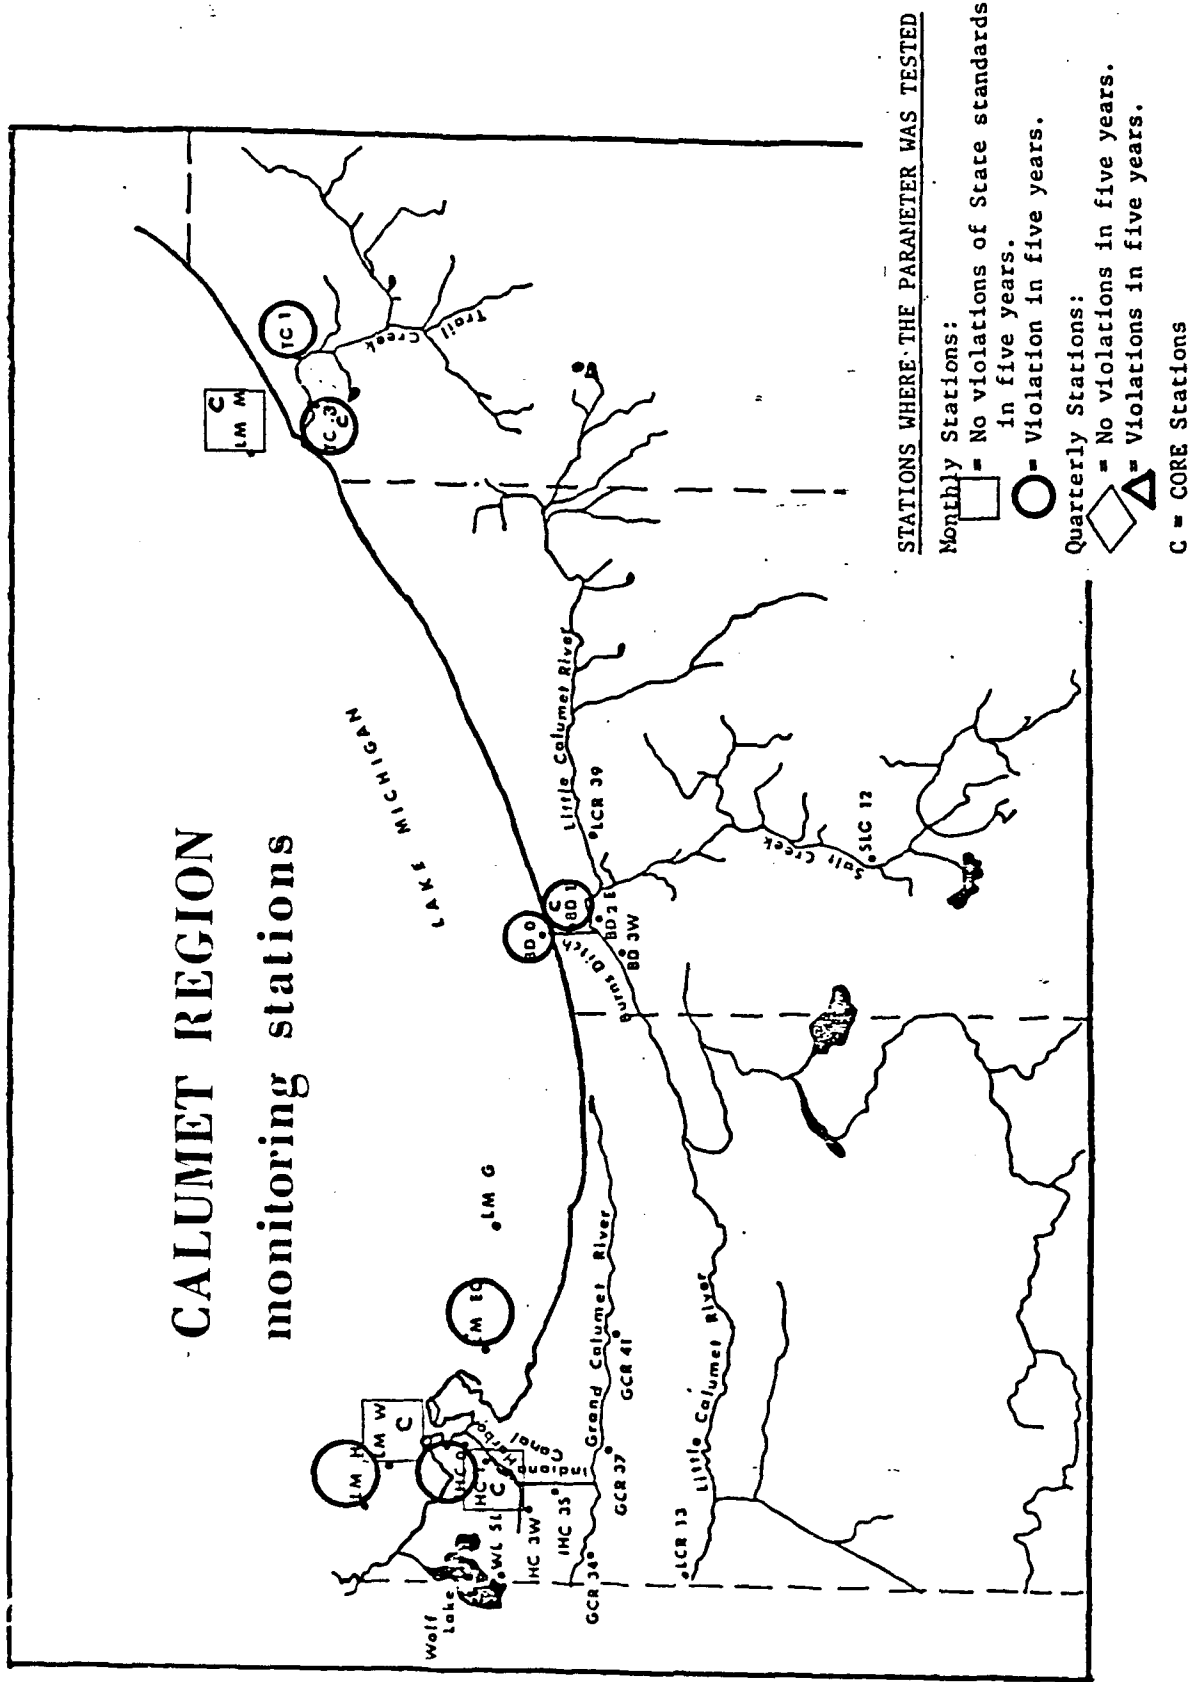 CALUMET REGION
monitoring stations
LAKE MICHIGAN
LM M
C
TC 1
TC 3
C
Trail
Creek
Little Calumet River
LCR 39
BD 0
C
BD 1
BD 2 E
BD 3W
Burns Ditch
Salt Creek
SLC 12
LM G
LM EC
LM H
LM W
C
IHC 0
IHC 1
C
Indiana
Harbor
Canal
Wolf
Lake
WL SL
IHC 3W
IHC 3S
GCR 34
GCR 37
GCR 41
Grand Calumet River
LCR 13
Little Calumet River
STATIONS WHERE THE PARAMETER WAS TESTED
Monthly Stations:
= No violations of State standards
in five years.
= Violation in five years.
Quarterly Stations:
= No violations in five years.
= Violations in five years.
C = CORE Stations